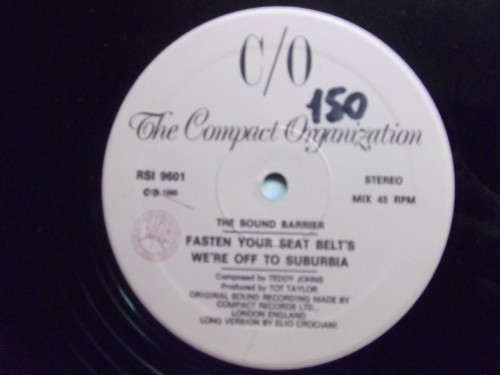 C/O
150
The Compact Organization
RSI 9601
STEREO
MIX 45 RPM
THE SOUND BARRIER
FASTEN YOUR SEAT BELT'S
WE'RE OFF TO SUBURBIA
Composed by TEDDY JOHNS
Produced by TOT TAYLOR
ORIGINAL SOUND RECORDING MADE BY
COMPACT RECORDS LTD.,
LONDON ENGLAND
LONG VERSION BY ELIO CROCIANI